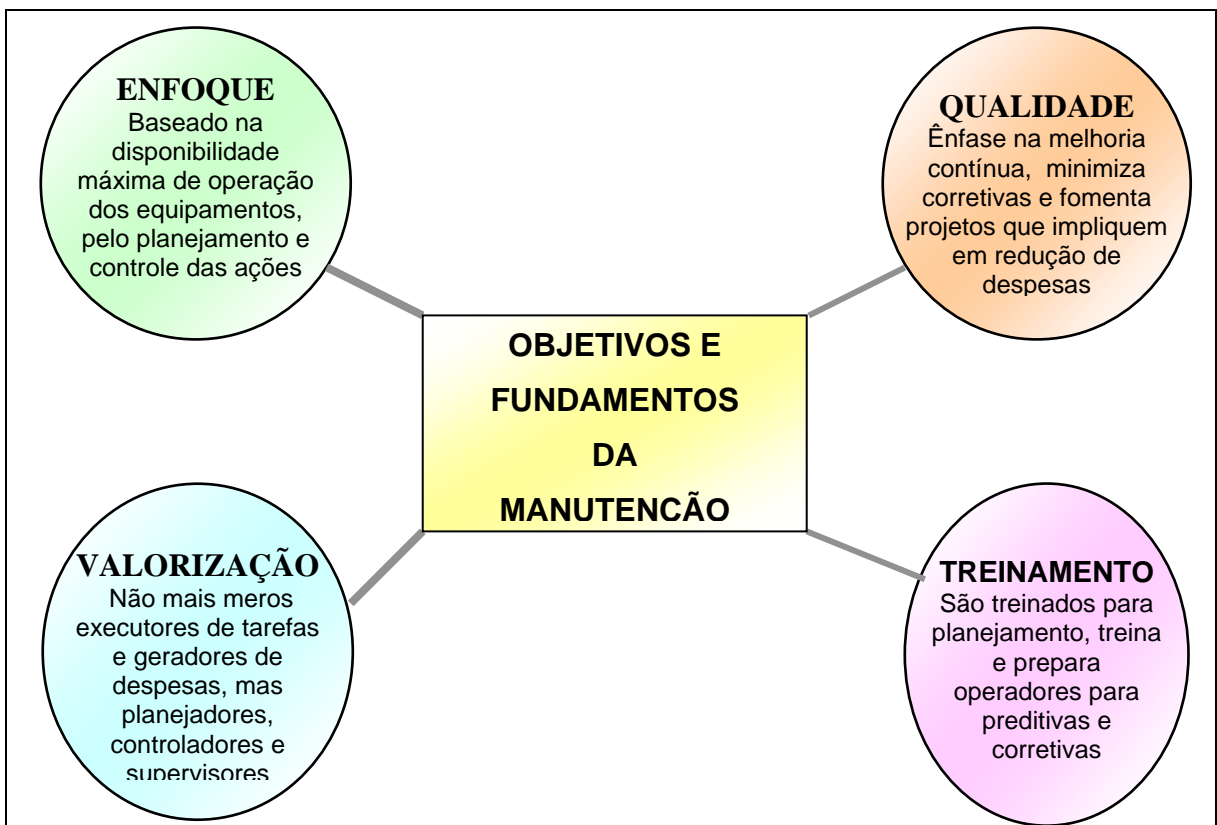 ENFOQUE
Baseado na
disponibilidade
máxima de operação
dos equipamentos,
pelo planejamento e
controle das ações
QUALIDADE
Ênfase na melhoria
contínua, minimiza
corretivas e fomenta
projetos que impliquem
em redução de
despesas
OBJETIVOS E
FUNDAMENTOS
DA
MANUTENCÃO
VALORIZAÇÃO
Não mais meros
executores de tarefas
e geradores de
despesas, mas
planejadores,
controladores e
supervisores
TREINAMENTO
São treinados para
planejamento, treina
e prepara
operadores para
preditivas e
corretivas